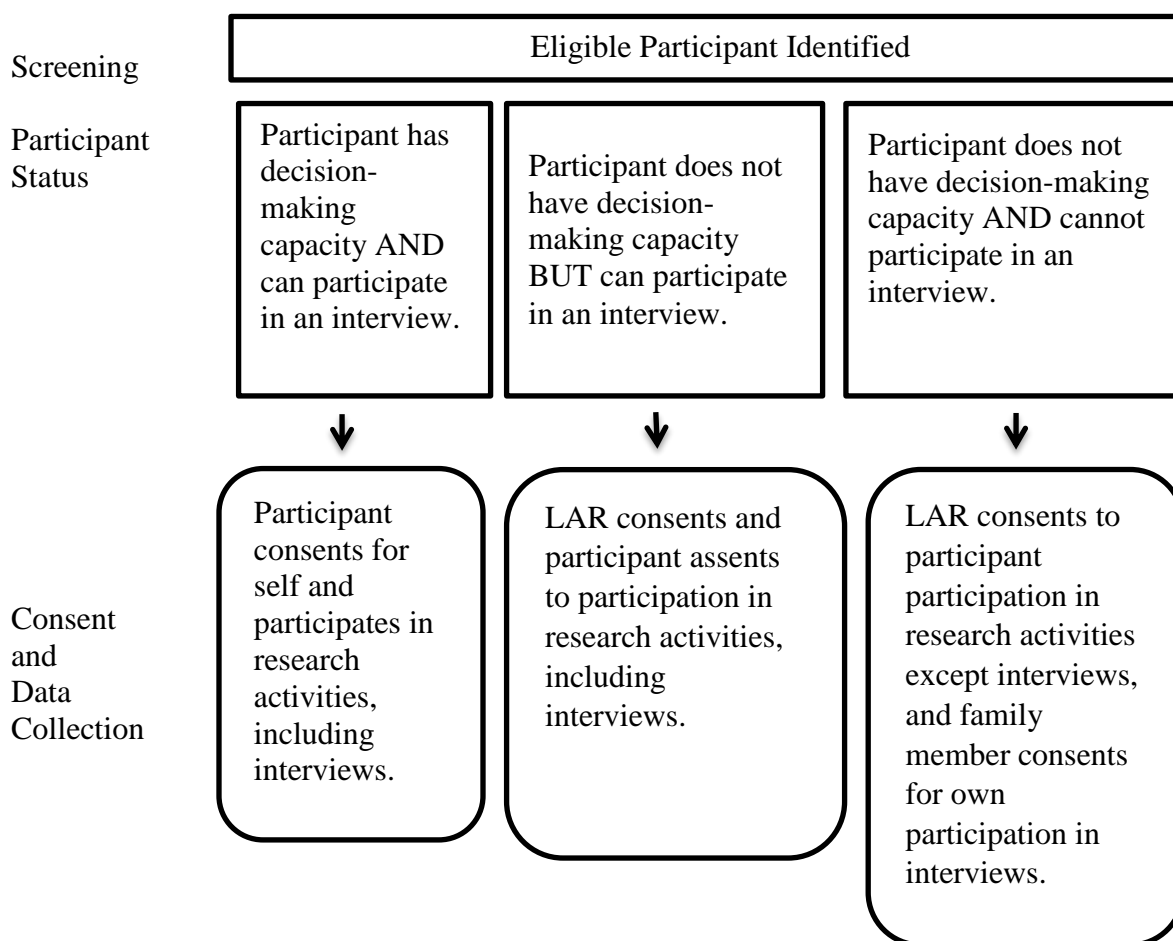 Screening
Eligible Participant Identified
Participant
Status
Participant has
decision-
making
capacity AND
can participate
in an interview.
Participant does not
have decision-
making capacity
BUT can participate
in an interview.
Participant does not
have decision-making
capacity AND cannot
participate in an
interview.
Consent
and
Data
Collection
Participant
consents for
self and
participates in
research
activities,
including
interviews.
LAR consents and
participant assents
to participation in
research activities,
including
interviews.
LAR consents to
participant
participation in
research activities
except interviews,
and family
member consents
for own
participation in
interviews.